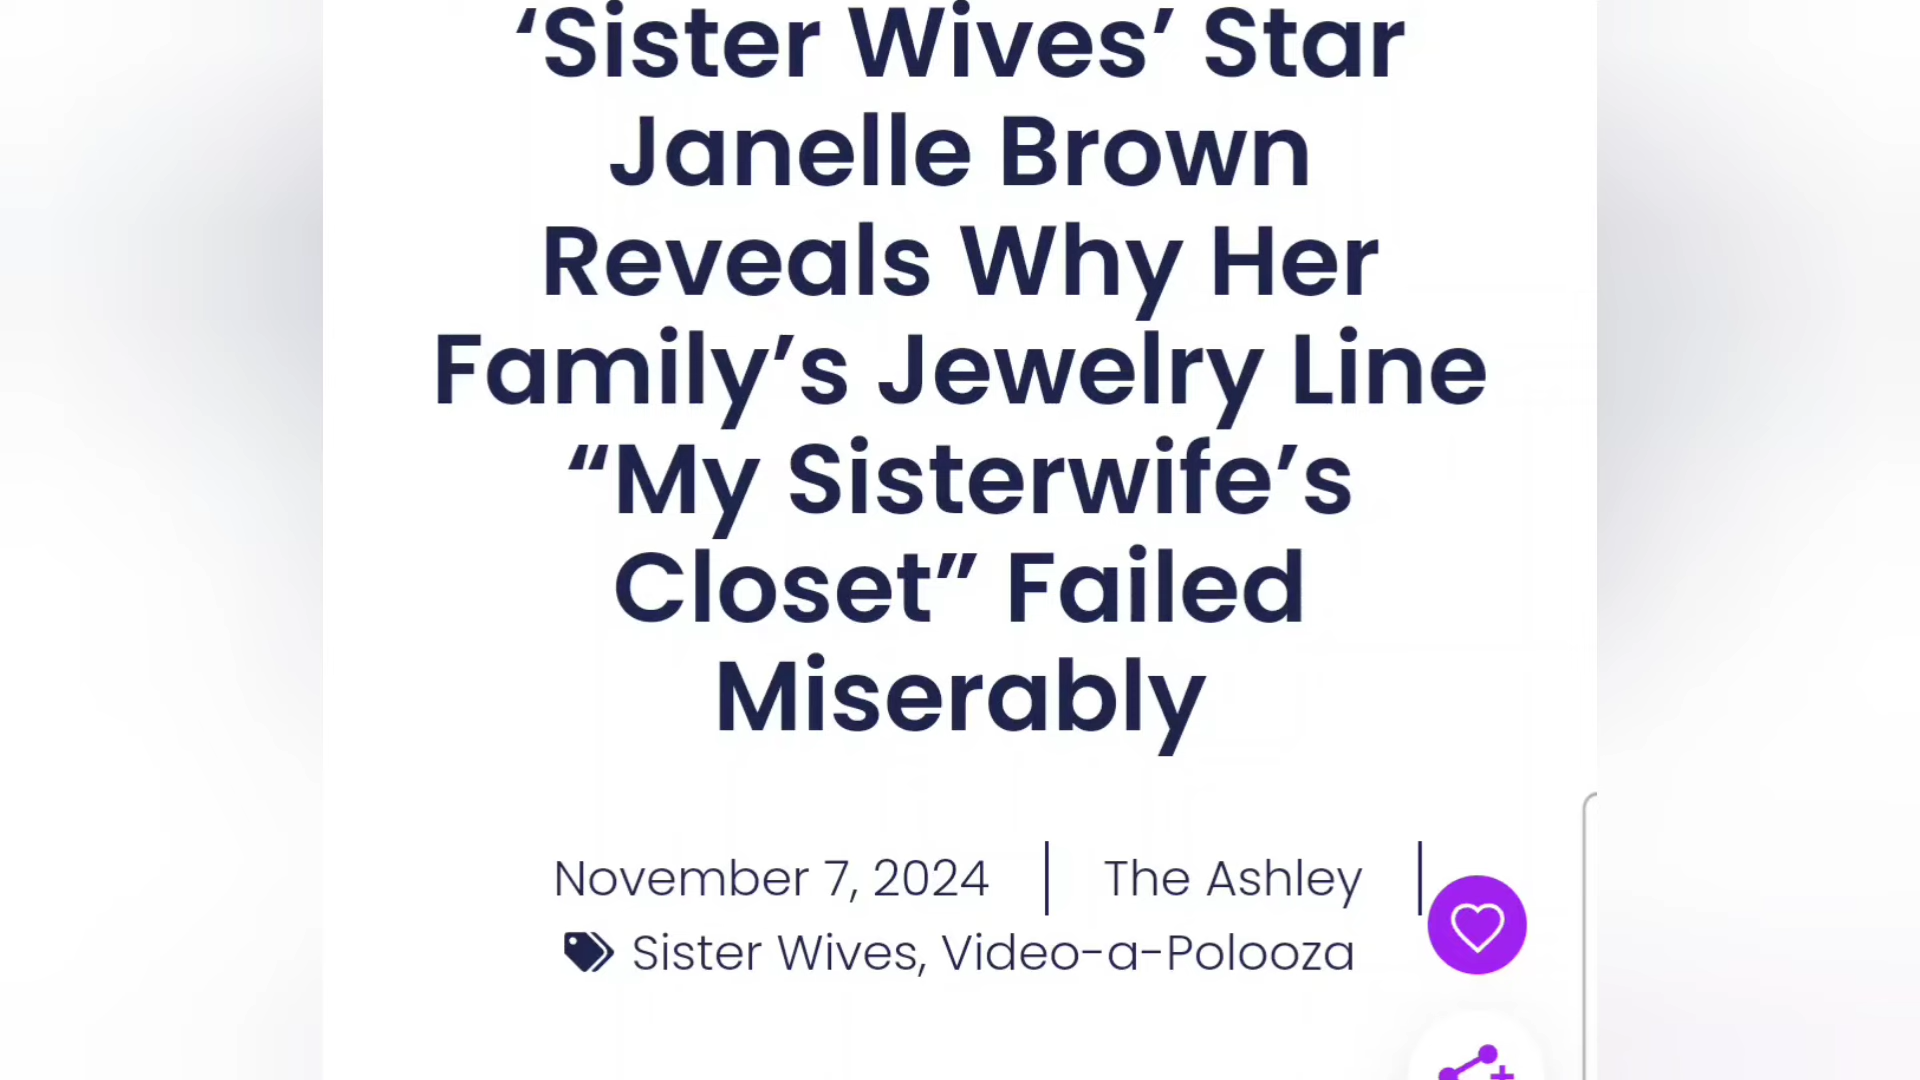 ‘Sister Wives’ Star
Janelle Brown
Reveals Why Her
Family’s Jewelry Line
“My Sisterwife’s
Closet” Failed
Miserably
November 7, 2024 | The Ashley |
Sister Wives, Video-a-Polooza